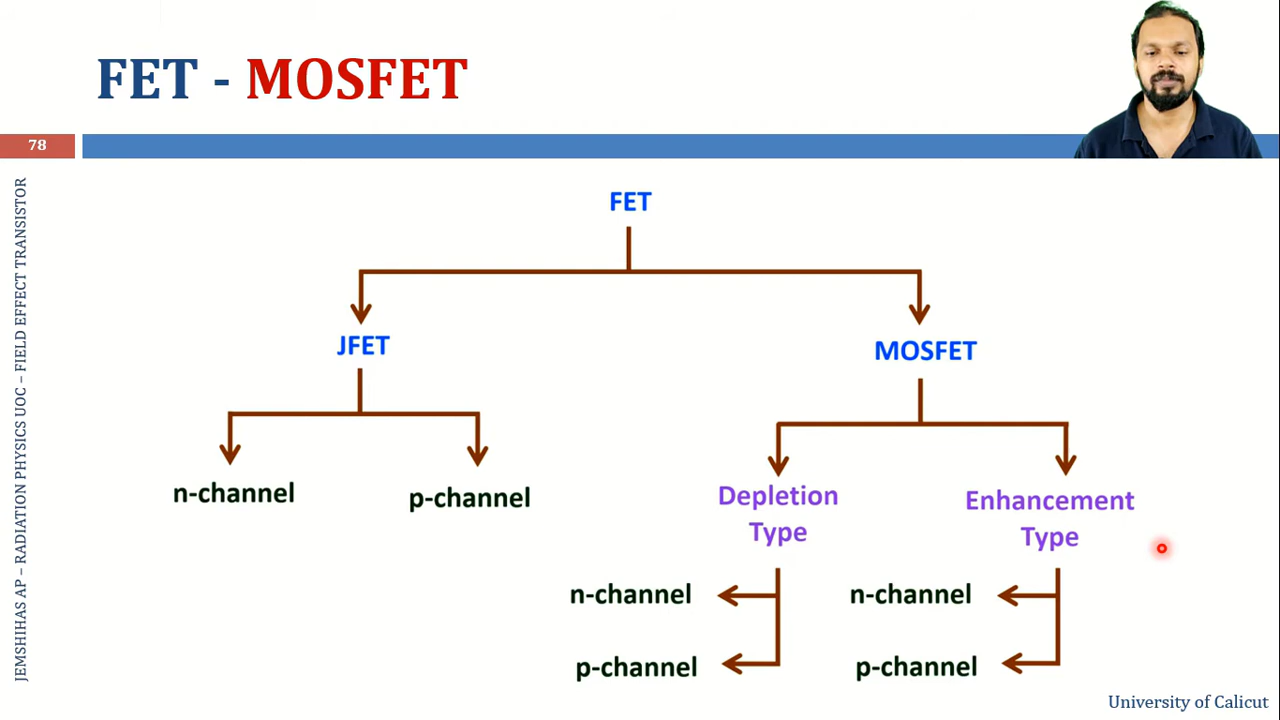 FET - MOSFET
78
JEMSHIHAS AP – RADIATION PHYSICS UOC – FIELD EFFECT TRANSISTOR
FET
JFET
MOSFET
n-channel
p-channel
Depletion
Type
Enhancement
Type
n-channel
p-channel
n-channel
p-channel
University of Calicut